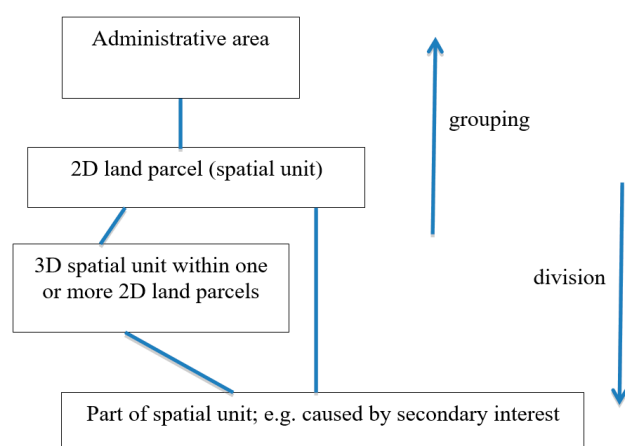 Administrative area
grouping
2D land parcel (spatial unit)
3D spatial unit within one
or more 2D land parcels
division
Part of spatial unit; e.g. caused by secondary interest